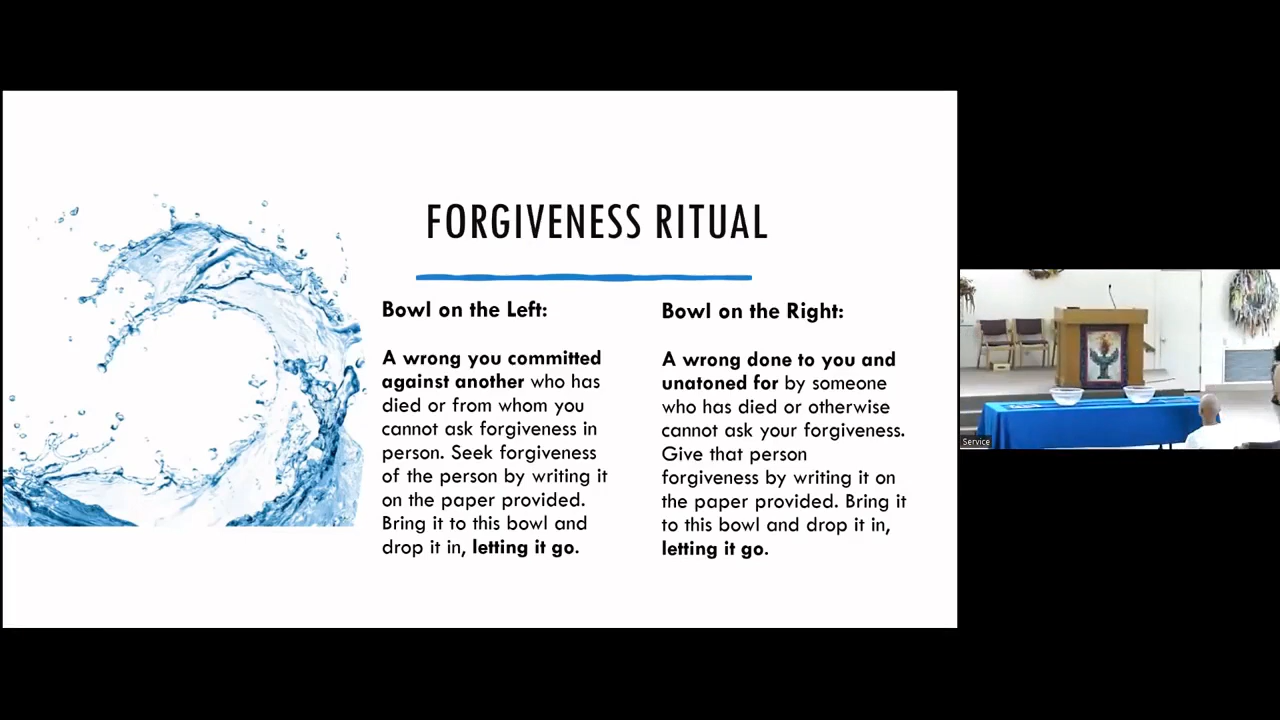 FORGIVENESS RITUAL
Bowl on the Left:
A wrong you committed
against another who has
died or from whom you
cannot ask forgiveness in
person. Seek forgiveness
of the person by writing it
on the paper provided.
Bring it to this bowl and
drop it in, letting it go.
Bowl on the Right:
A wrong done to you and
unatoned for by someone
who has died or otherwise
cannot ask your forgiveness.
Give that person
forgiveness by writing it on
the paper provided. Bring it
to this bowl and drop it in,
letting it go.
Service